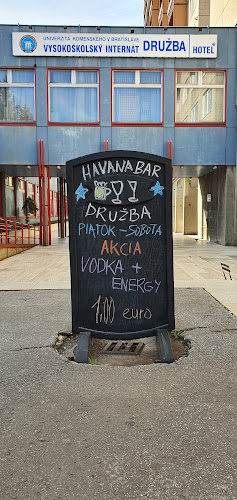 UNIVERZITA KOMENSKÉHO V BRATISLAVE
VYSOKOŠKOLSKÝ INTERNÁT DRUŽBA HOTEL
HAVANA BAR
DRUŽBA
PIATOK ~ SOBOTA
AKCIA
VODKA +
ENERGY
1,00 euro